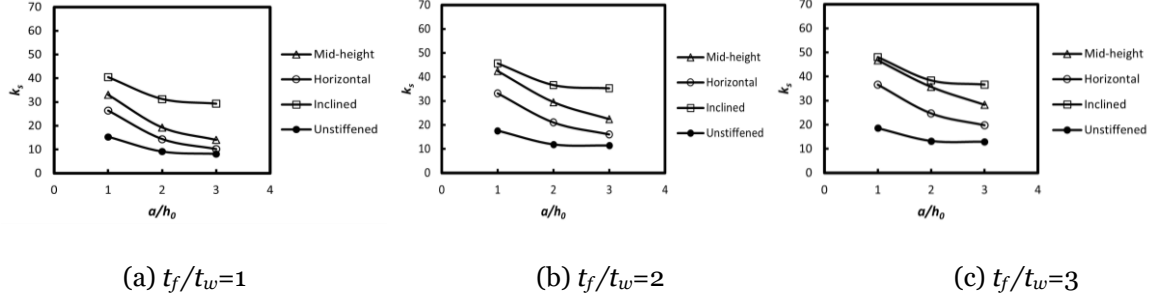 70
60
50
40
30
20
10
0
k_s
0 1 2 3 4
a/h_0
Mid-height
Horizontal
Inclined
Unstiffened
(a) t_f/t_w=1
70
60
50
40
30
20
10
0
k_s
0 1 2 3 4
a/h_0
Mid-height
Horizontal
Inclined
Unstiffened
(b) t_f/t_w=2
70
60
50
40
30
20
10
0
k_s
0 1 2 3 4
a/h_0
Mid-height
Horizontal
Inclined
Unstiffened
(c) t_f/t_w=3